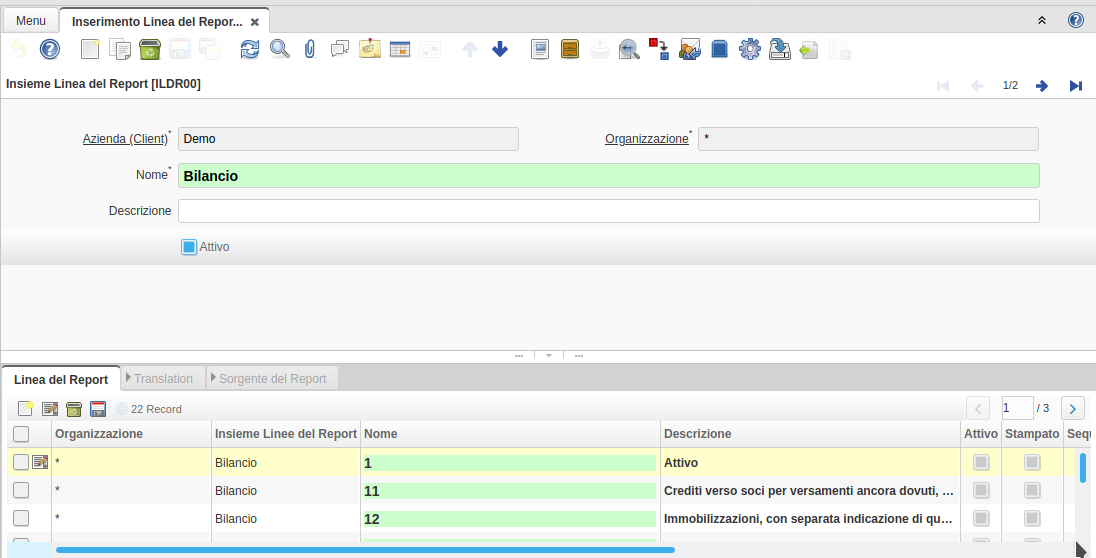 Menu
Inserimento Linea del Repor...
Insieme Linea del Report [ILDR00]
1/2
Azienda (Client)* Demo
Organizzazione* *
Nome* Bilancio
Descrizione
Attivo
Linea del Report
Translation
Sorgente del Report
22 Record
1 / 3
Organizzazione Insieme Linee del Report Nome Descrizione Attivo Stampato Sequ
* Bilancio 1 Attivo
* Bilancio 11 Crediti verso soci per versamenti ancora dovuti, ...
* Bilancio 12 Immobilizzazioni, con separata indicazione di qu...